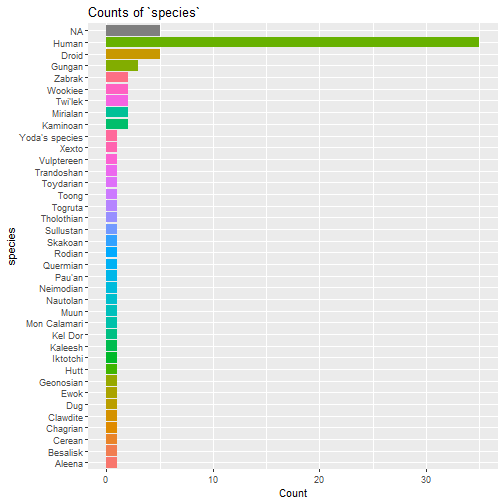 Counts of `species`
NA
Human
Droid
Gungan
Zabrak
Wookiee
Twi'lek
Mirialan
Kaminoan
Yoda's species
Xexto
Vulptereen
Trandoshan
Toydarian
Toong
Togruta
Tholothian
Sullustan
Skakoan
Rodian
Quermian
Pau'an
Neimodian
Nautolan
Muun
Mon Calamari
Kel Dor
Kaleesh
Iktotchi
Hutt
Geonosian
Ewok
Dug
Clawdite
Chagrian
Cerean
Besalisk
Aleena
species
0 10 20 30
Count